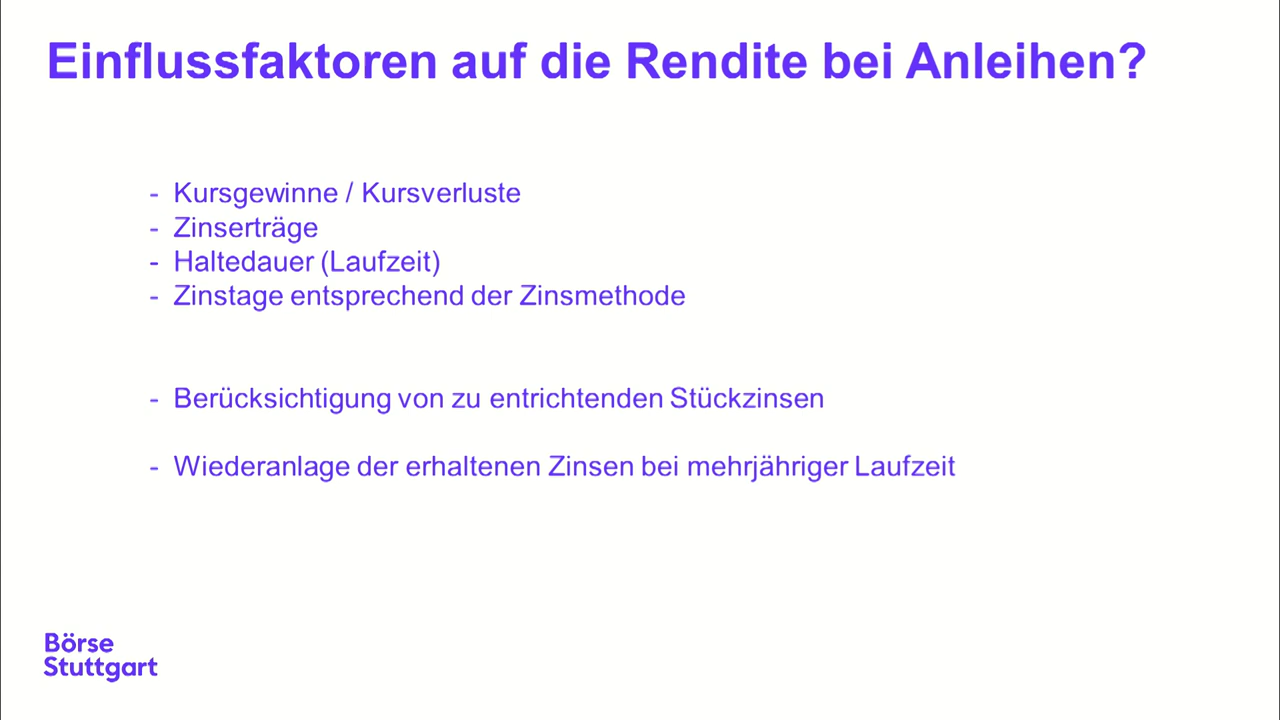 Einflussfaktoren auf die Rendite bei Anleihen?
- Kursgewinne / Kursverluste
- Zinserträge
- Haltedauer (Laufzeit)
- Zinstage entsprechend der Zinsmethode
- Berücksichtigung von zu entrichtenden Stückzinsen
- Wiederanlage der erhaltenen Zinsen bei mehrjähriger Laufzeit
Börse
Stuttgart